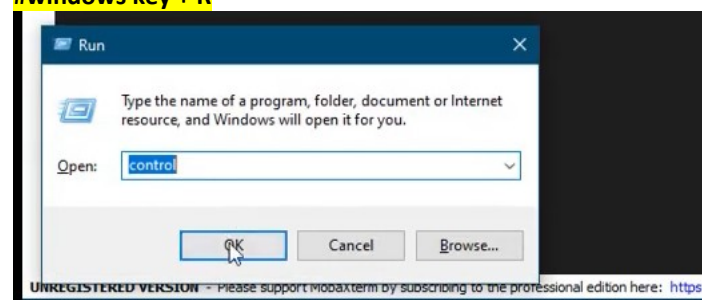 #Windows key + R
Run
Type the name of a program, folder, document or Internet
resource, and Windows will open it for you.
Open:
control
OK
Cancel
Browse...
UNREGISTERED VERSION - Please support MobaXterm by subscribing to the professional edition here: https